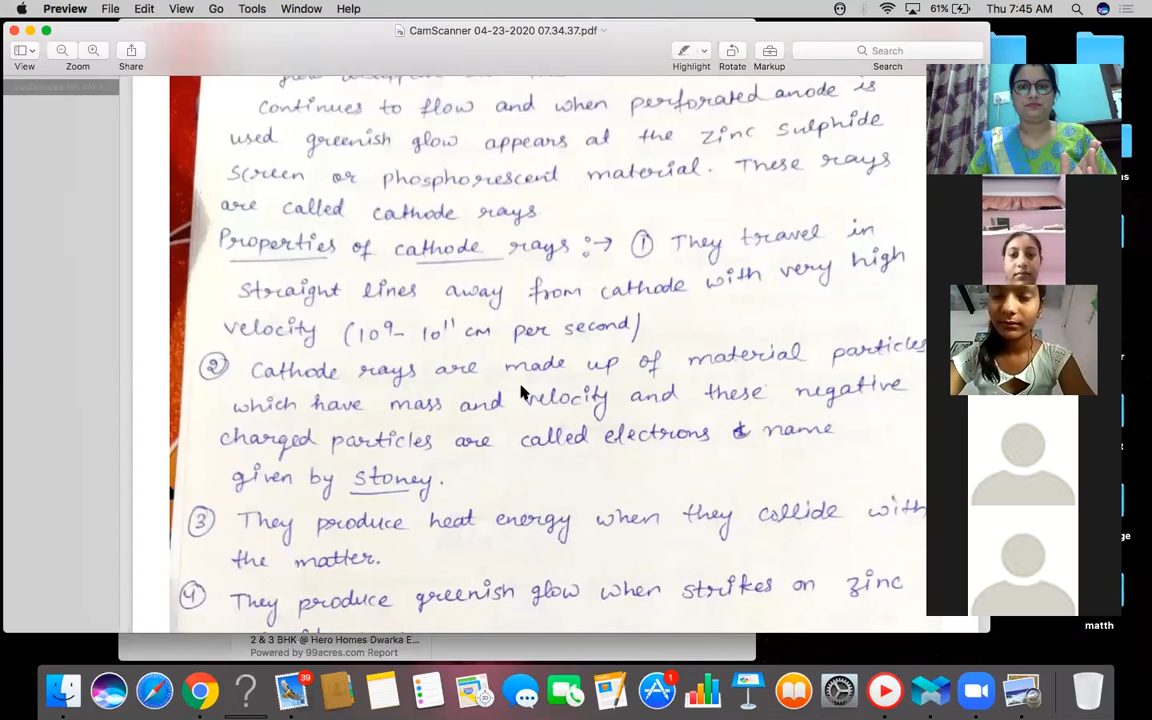 Preview File Edit View Go Tools Window Help
61% Thu 7:45 AM
CamScanner 04-23-2020 07.34.37.pdf
View Zoom Share Highlight Rotate Markup Search
Search
continues to flow and when perforated anode is
used greenish glow appears at the zinc sulphide
screen or phosphorescent material. These rays
are called cathode rays.
Properties of cathode rays :→ ① They travel in
straight lines away from cathode with very high
velocity (10⁹- 10¹¹ cm per second)
② Cathode rays are made up of material particles
which have mass and velocity and these negative
charged particles are called electrons & name
given by stoney.
③ They produce heat energy when they collide with
the matter.
④ They produce greenish glow when strikes on zinc
matth
2 & 3 BHK @ Hero Homes Dwarka E...
Powered by 99acres.com Report
39
1